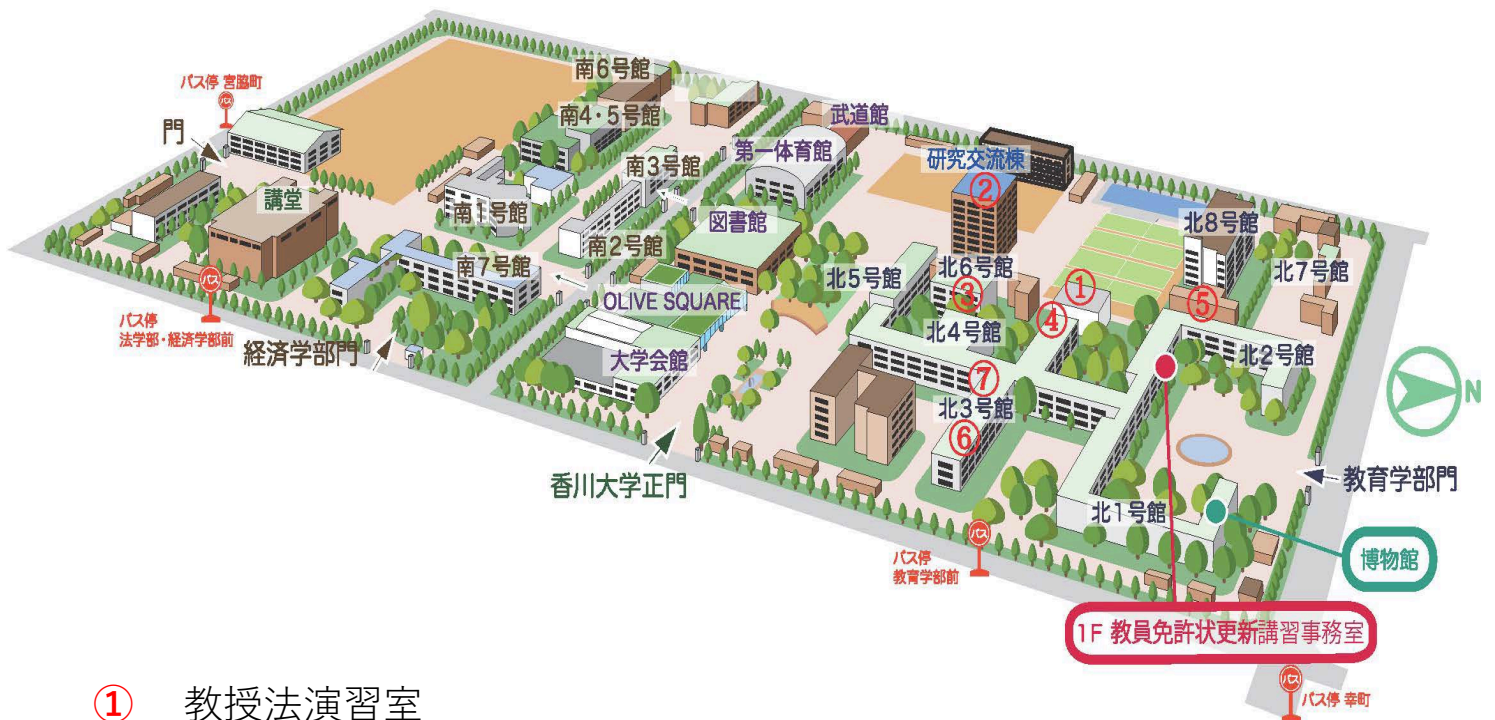 南6号館
バス停 宮脇町
バス
門
南4・5号館
武道館
第一体育館
研究交流棟
②
南3号館
講堂
南1号館
図書館
北8号館
南2号館
北5号館
北6号館
北7号館
①
③
⑤
南7号館
OLIVE SQUARE
④
北4号館
バス
バス停
法学部・経済学部前
経済学部門
大学会館
⑦
北2号館
N
北3号館
⑥
香川大学正門
教育学部門
北1号館
バス
バス停
教育学部前
博物館
1F 教員免許状更新講習事務室
バス
バス停 幸町
① 教授法演習室